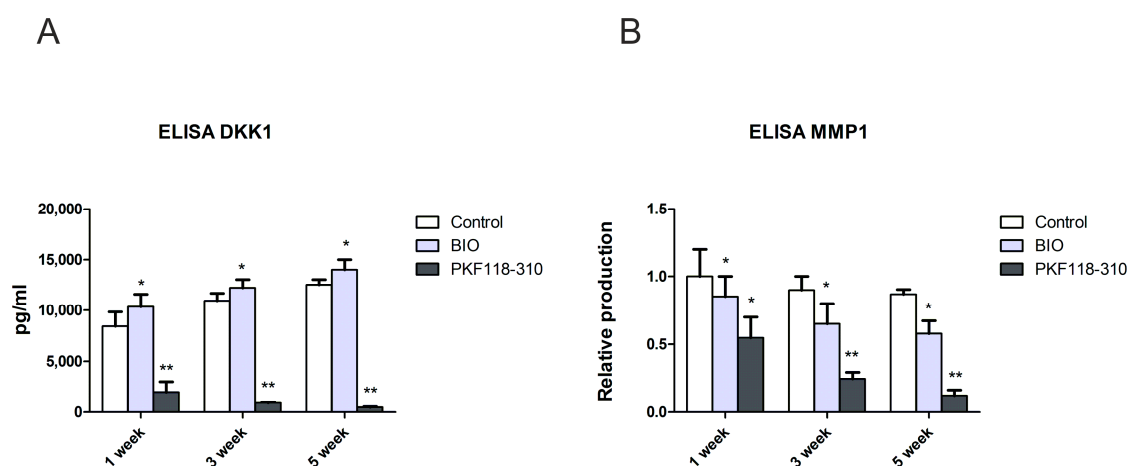 A
B
ELISA DKK1
pg/ml
20,000
15,000
10,000
5,000
0
*
**
*
**
*
**
1 week
3 week
5 week
Control
BIO
PKF118-310
ELISA MMP1
Relative production
1.5
1.0
0.5
0.0
*
*
*
**
*
**
1 week
3 week
5 week
Control
BIO
PKF118-310